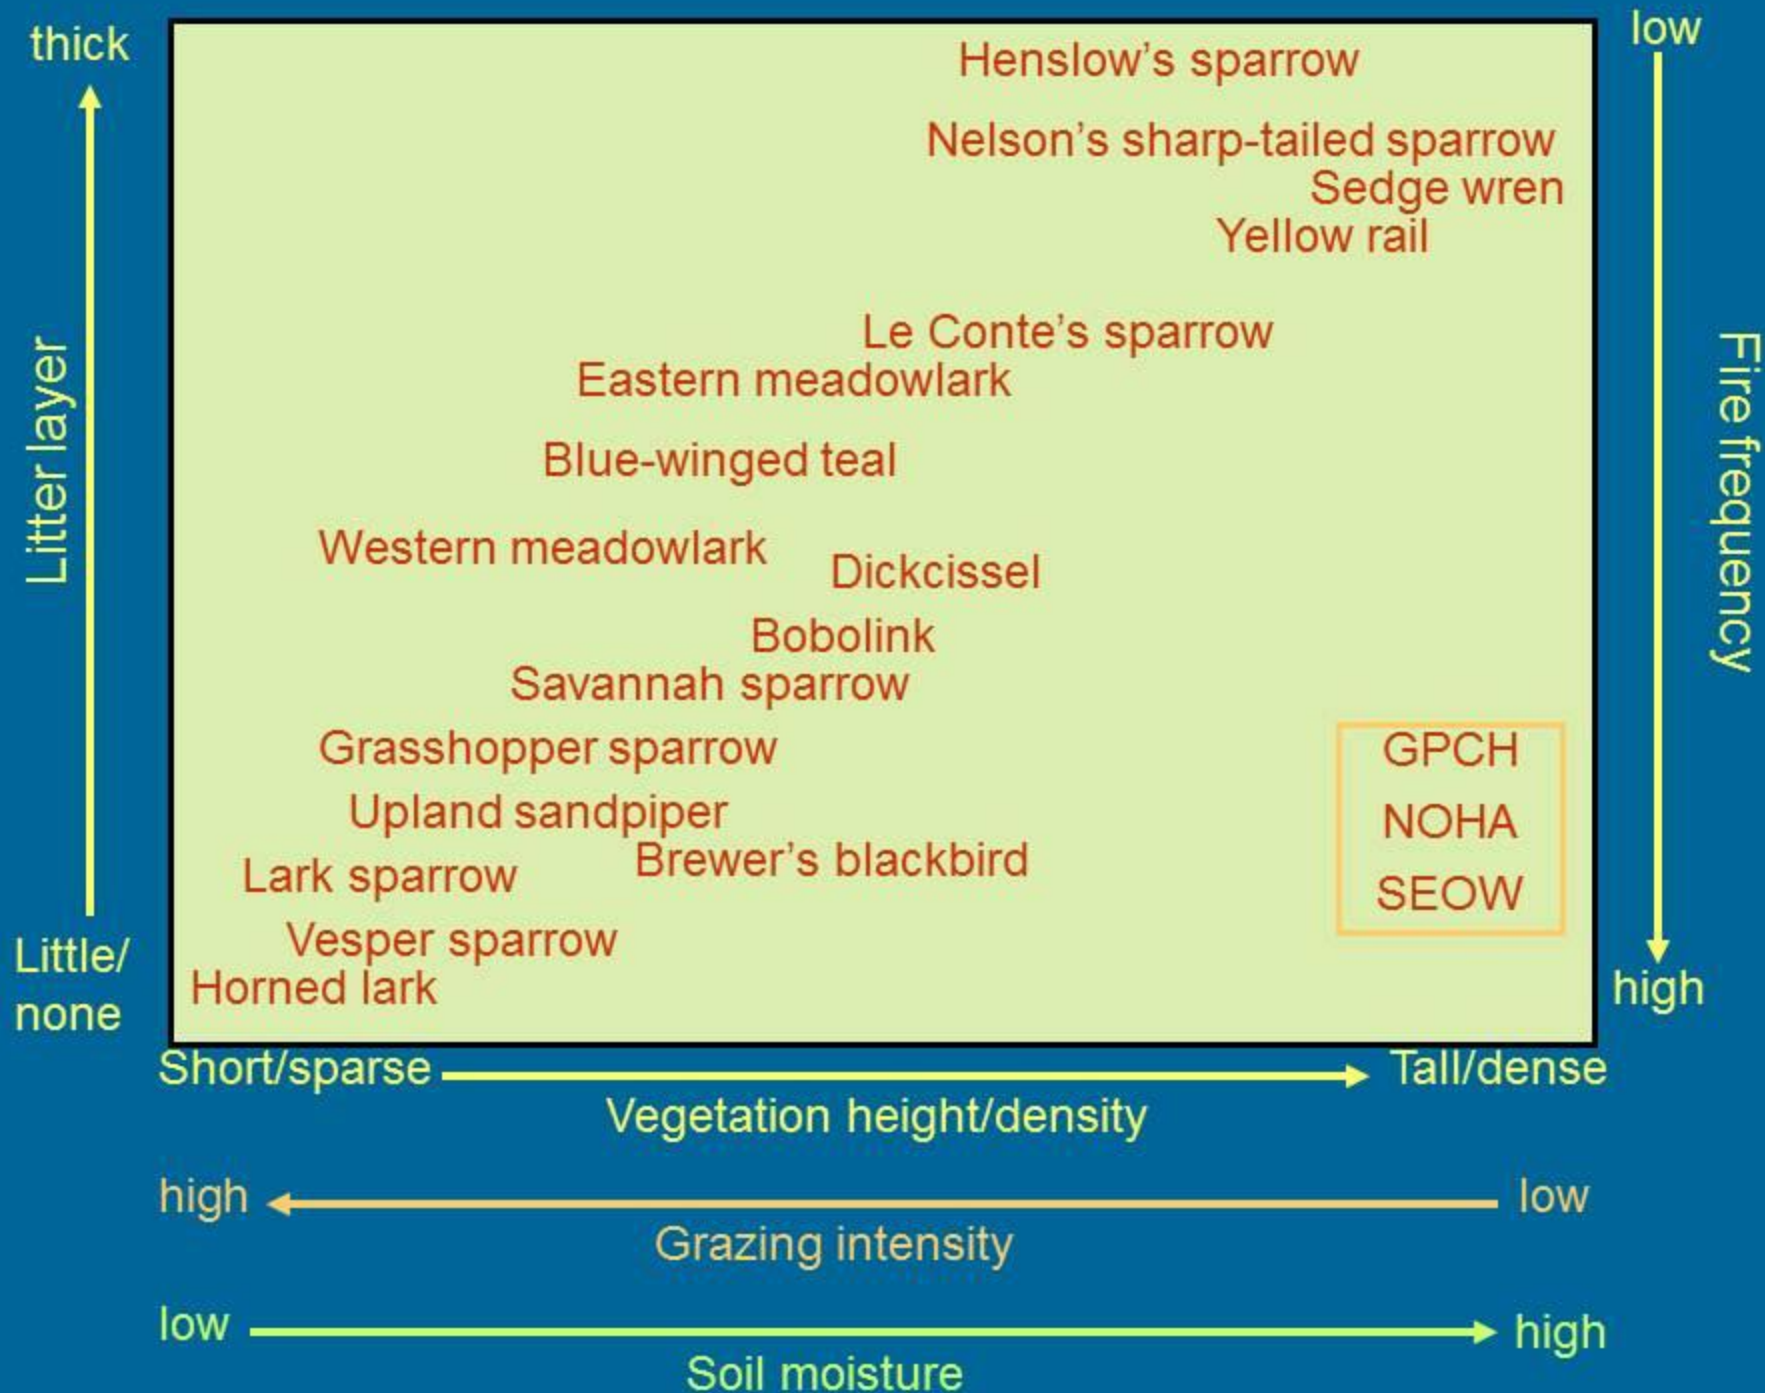 thick
low
Henslow's sparrow
Nelson's sharp-tailed sparrow
Sedge wren
Yellow rail
Le Conte's sparrow
Eastern meadowlark
Blue-winged teal
Western meadowlark
Dickcissel
Bobolink
Savannah sparrow
Grasshopper sparrow
Upland sandpiper
Brewer's blackbird
Lark sparrow
Vesper sparrow
Horned lark
GPCH
NOHA
SEOW
Litter layer
Fire frequency
Little/
none
high
Short/sparse
Tall/dense
Vegetation height/density
high
low
Grazing intensity
low
high
Soil moisture